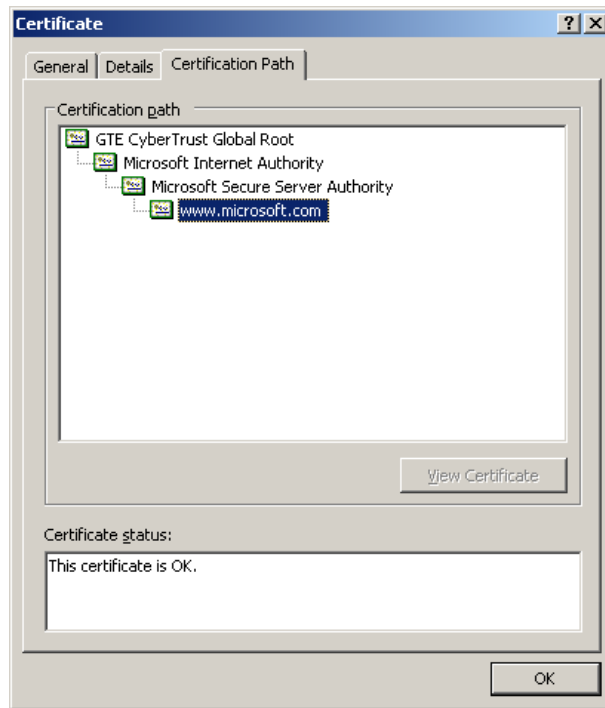 Certificate
General
Details
Certification Path
Certification path
GTE CyberTrust Global Root
Microsoft Internet Authority
Microsoft Secure Server Authority
www.microsoft.com
View Certificate
Certificate status:
This certificate is OK.
OK